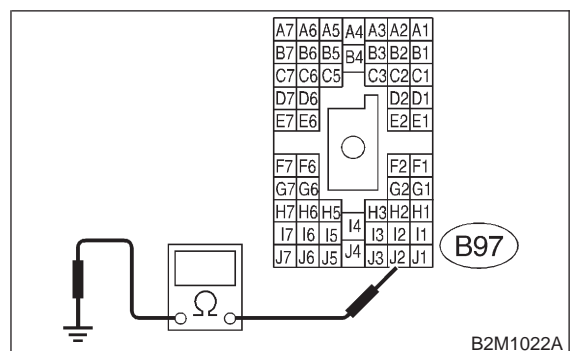 A7 A6 A5 A4 A3 A2 A1
B7 B6 B5 B4 B3 B2 B1
C7 C6 C5 C3 C2 C1
D7 D6 D2 D1
E7 E6 E2 E1
F7 F6 F2 F1
G7 G6 G2 G1
H7 H6 H5 H3 H2 H1
I7 I6 I5 I4 I3 I2 I1
J7 J6 J5 J4 J3 J2 J1
B97
Ω
B2M1022A